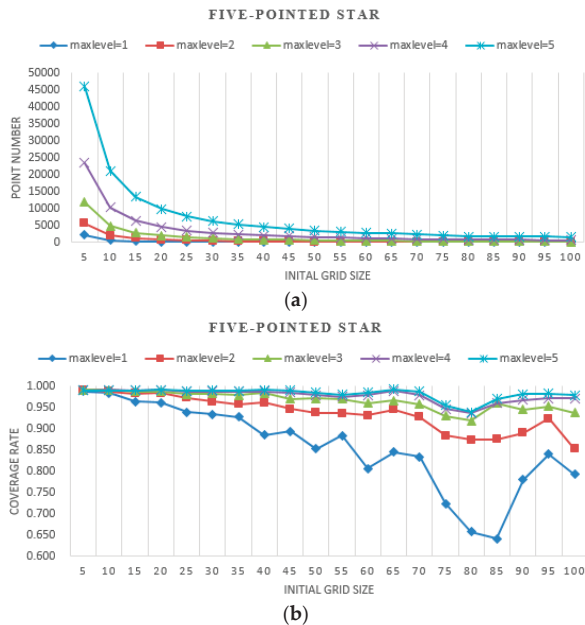 FIVE-POINTED STAR
maxlevel=1 maxlevel=2 maxlevel=3 maxlevel=4 maxlevel=5
50000
45000
40000
35000
30000
25000
20000
15000
10000
5000
0
POINT NUMBER
5 10 15 20 25 30 35 40 45 50 55 60 65 70 75 80 85 90 95 100
INITAL GRID SIZE
(a)
FIVE-POINTED STAR
maxlevel=1 maxlevel=2 maxlevel=3 maxlevel=4 maxlevel=5
1.000
0.950
0.900
0.850
0.800
0.750
0.700
0.650
0.600
COVERAGE RATE
5 10 15 20 25 30 35 40 45 50 55 60 65 70 75 80 85 90 95 100
INITIAL GRID SIZE
(b)